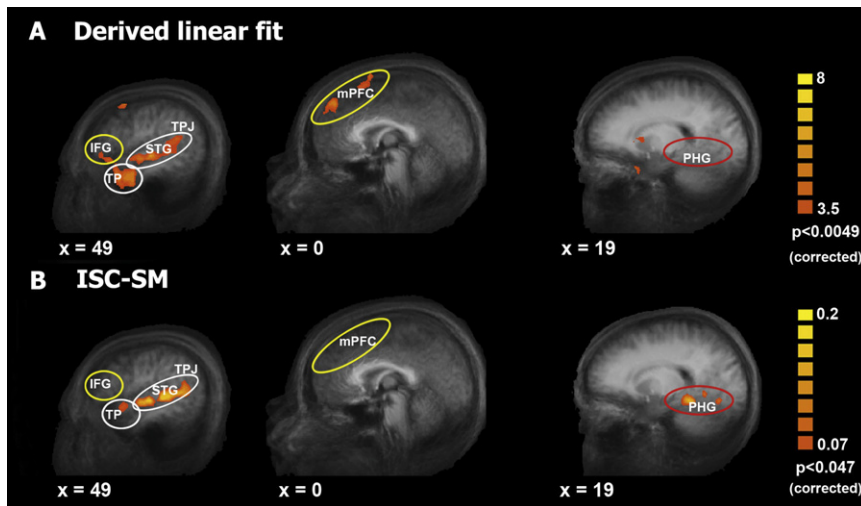 A Derived linear fit
IFG
STG
TPJ
TP
mPFC
PHG
8
3.5
p<0.0049
(corrected)
x = 49
x = 0
x = 19
B ISC-SM
IFG
STG
TPJ
TP
mPFC
PHG
0.2
0.07
p<0.047
(corrected)
x = 49
x = 0
x = 19